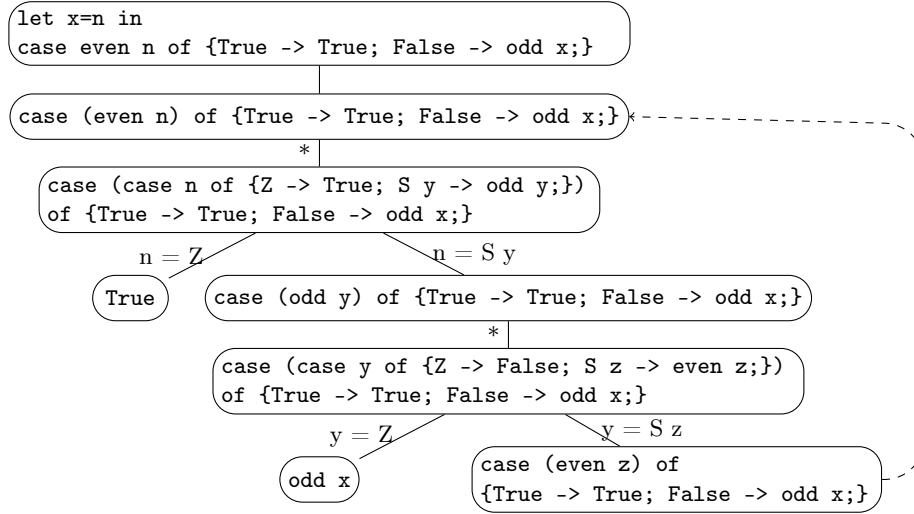 let x=n in
case even n of {True -> True; False -> odd x;}
case (even n) of {True -> True; False -> odd x;}
*
case (case n of {Z -> True; S y -> odd y;})
of {True -> True; False -> odd x;}
n = Z
n = S y
True
case (odd y) of {True -> True; False -> odd x;}
*
case (case y of {Z -> False; S z -> even z;})
of {True -> True; False -> odd x;}
y = Z
y = S z
odd x
case (even z) of
{True -> True; False -> odd x;}